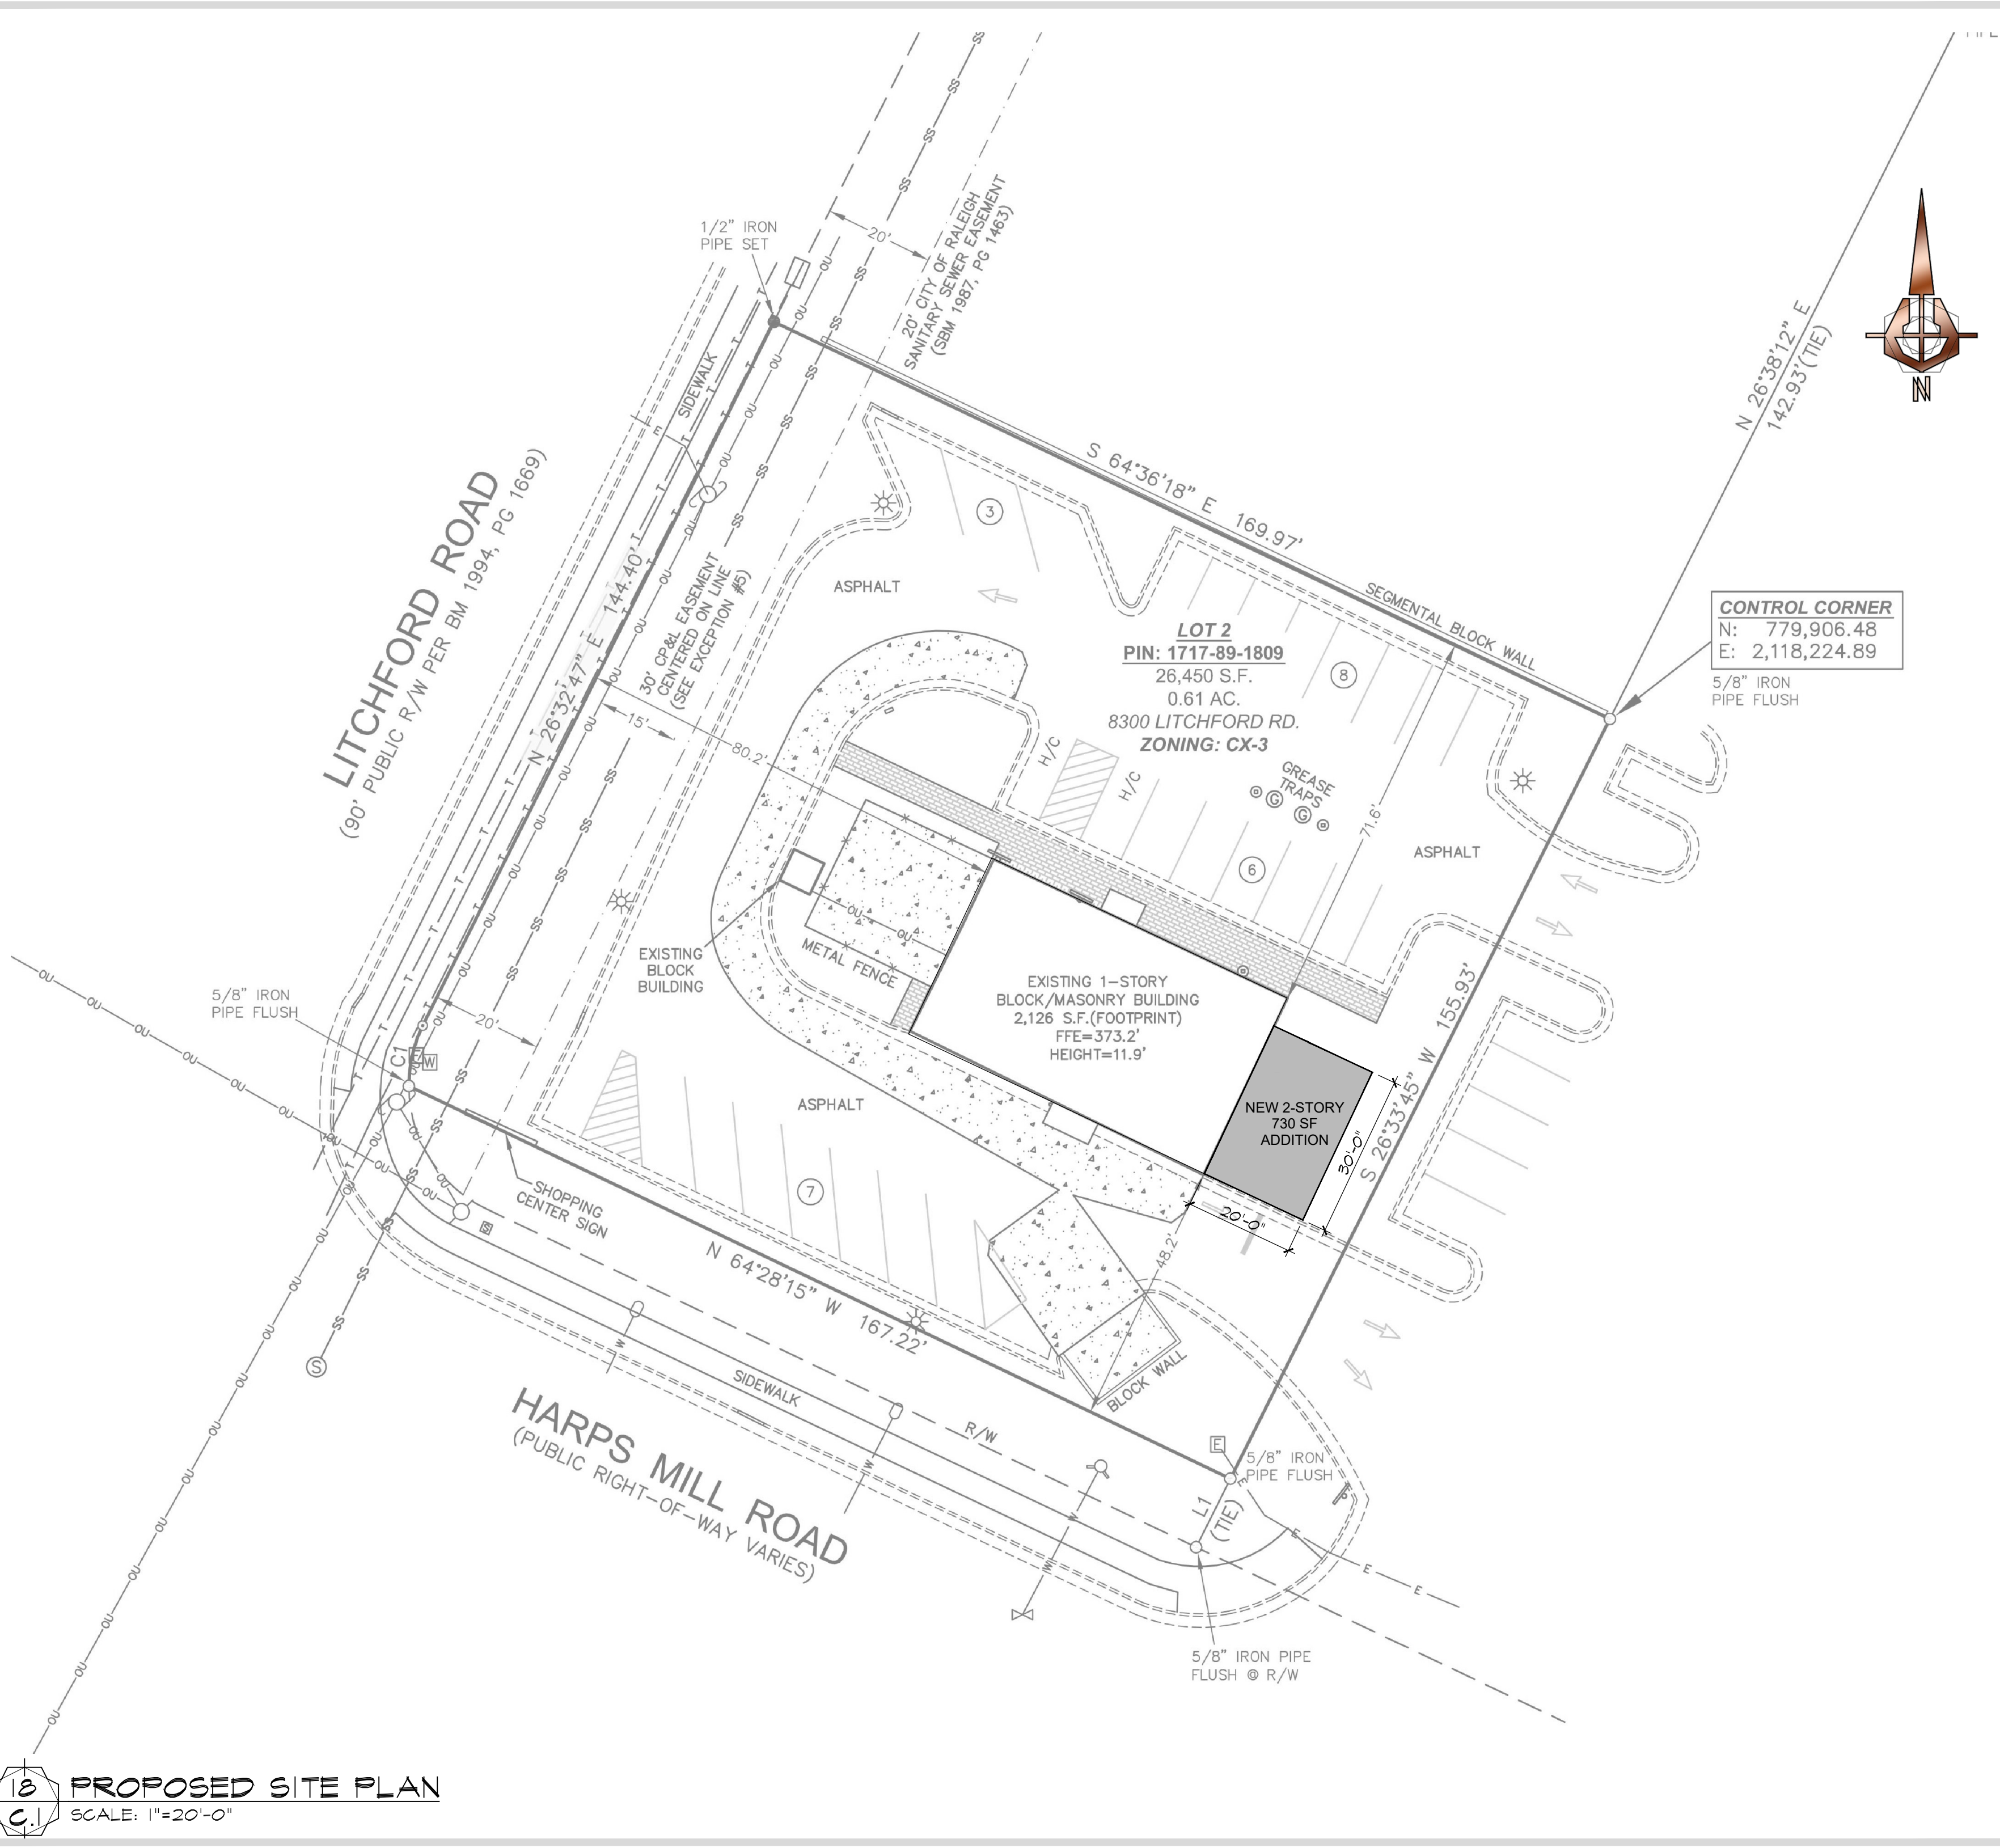 1/2" IRON
PIPE SET
20'
20' CITY OF RALEIGH
SANITARY SEWER EASEMENT
(SBM 1987, PG 1463)
N 26°38'12" E
142.93'(TIE)
N
SIDEWALK
E
LITCHFORD ROAD
(90' PUBLIC R/W PER BM 1994, PG 1669)
N 26°32'47" E 144.40'
30' CP&L EASEMENT
CENTERED ON LINE
(SEE EXCEPTION #5)
15'
80.2'
S 64°36'18" E 169.97'
SEGMENTAL BLOCK WALL
3
ASPHALT
LOT 2
PIN: 1717-89-1809
26,450 S.F.
0.61 AC.
8300 LITCHFORD RD.
ZONING: CX-3
8
CONTROL CORNER
N: 779,906.48
E: 2,118,224.89
5/8" IRON
PIPE FLUSH
H/C
H/C
GREASE
TRAPS
G
G
6
71.6'
ASPHALT
EXISTING
BLOCK
BUILDING
METAL FENCE
OU
OU
EXISTING 1-STORY
BLOCK/MASONRY BUILDING
2,126 S.F.(FOOTPRINT)
FFE=373.2'
HEIGHT=11.9'
5/8" IRON
PIPE FLUSH
20'
C1
W
ASPHALT
NEW 2-STORY
730 SF
ADDITION
30'-0"
20'-0"
S 26°33'45" W 155.93'
7
SHOPPING
CENTER SIGN
48.2'
N 64°28'15" W 167.22'
BLOCK WALL
SIDEWALK
R/W
HARPS MILL ROAD
(PUBLIC RIGHT-OF-WAY VARIES)
S
E
5/8" IRON
PIPE FLUSH
L1
(TIE)
5/8" IRON PIPE
FLUSH @ R/W
18
C.1
PROPOSED SITE PLAN
SCALE: 1"=20'-0"